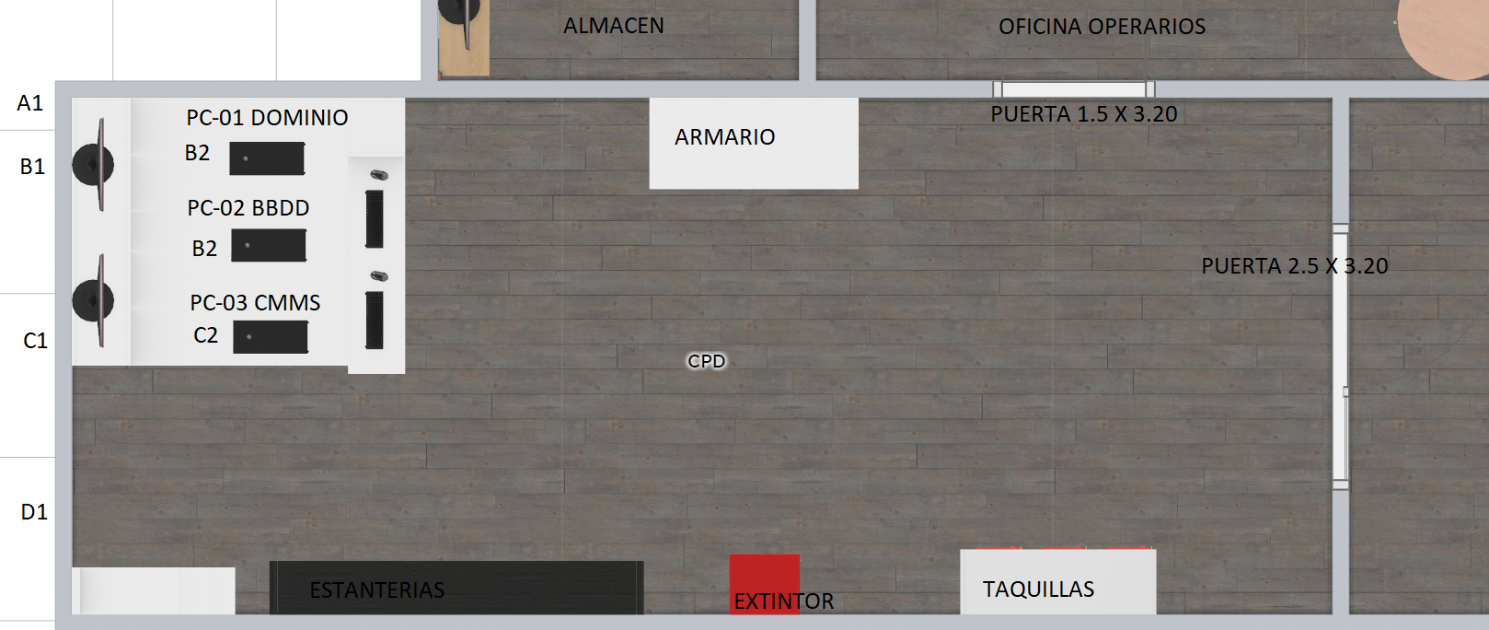 ALMACEN
OFICINA OPERARIOS
A1
PC-01 DOMINIO
PUERTA 1.5 X 3.20
ARMARIO
B1
B2
PC-02 BBDD
B2
PUERTA 2.5 X 3.20
PC-03 CMMS
C1
C2
CPD
D1
ESTANTERIAS
EXTINTOR
TAQUILLAS